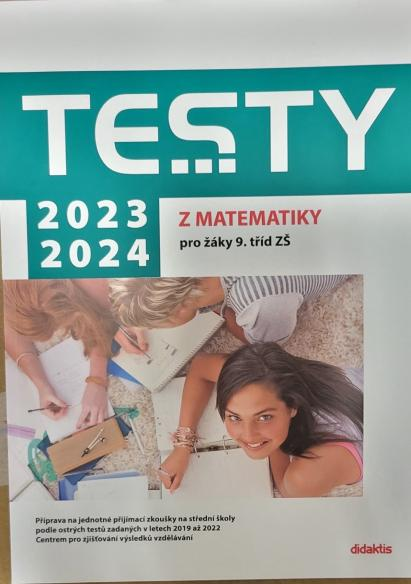 TESTY
2023
2024
Z MATEMATIKY
pro žáky 9. tříd ZŠ
Příprava na jednotné přijímací zkoušky na střední školy
podle ostrých testů zadaných v letech 2019 až 2022
Centrem pro zjišťování výsledků vzdělávání
didaktis